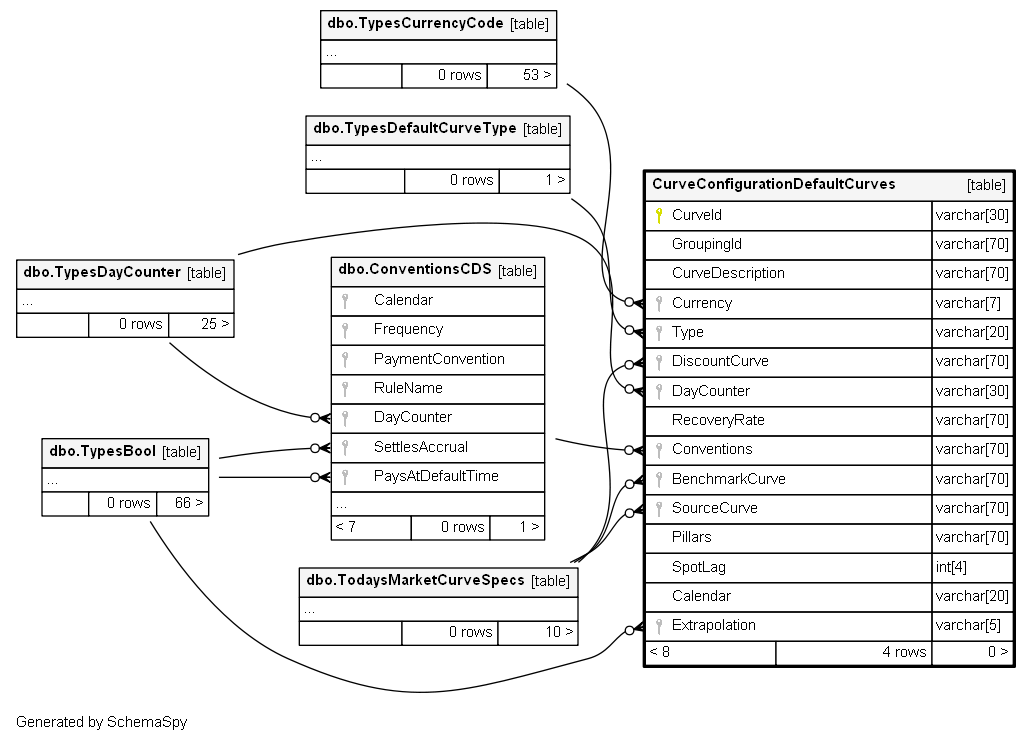 dbo.TypesCurrencyCode [table]
...
0 rows 53 >
dbo.TypesDefaultCurveType [table]
...
0 rows 1 >
dbo.TypesDayCounter [table]
...
0 rows 25 >
dbo.TypesBool [table]
...
0 rows 66 >
dbo.ConventionsCDS [table]
Calendar
Frequency
PaymentConvention
RuleName
DayCounter
SettlesAccrual
PaysAtDefaultTime
...
< 7 0 rows 1 >
dbo.TodaysMarketCurveSpecs [table]
...
0 rows 10 >
CurveConfigurationDefaultCurves [table]
CurveId varchar[30]
GroupingId varchar[70]
CurveDescription varchar[70]
Currency varchar[7]
Type varchar[20]
DiscountCurve varchar[70]
DayCounter varchar[30]
RecoveryRate varchar[70]
Conventions varchar[70]
BenchmarkCurve varchar[70]
SourceCurve varchar[70]
Pillars varchar[70]
SpotLag int[4]
Calendar varchar[20]
Extrapolation varchar[5]
< 8 4 rows 0 >
Generated by SchemaSpy